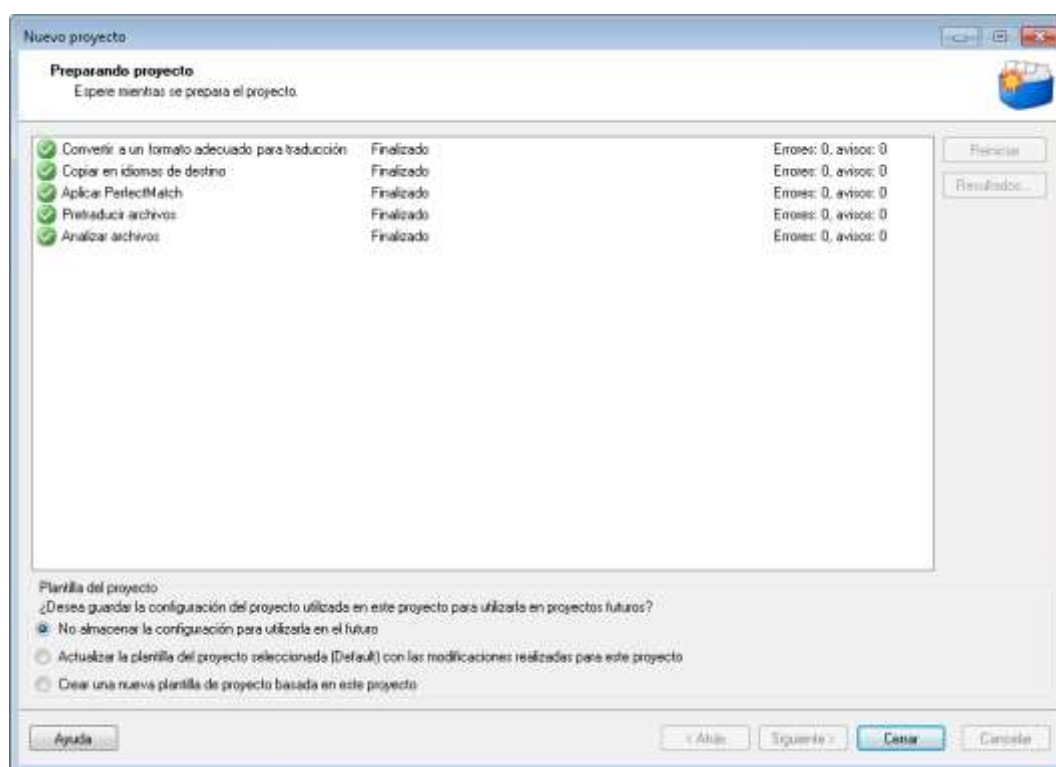 Nuevo proyecto
Preparando proyecto
Espere mientras se prepara el proyecto.
Convertir a un formato adecuado para traducción Finalizado Errores: 0, avisos: 0
Copiar en idiomas de destino Finalizado Errores: 0, avisos: 0
Aplicar PerfectMatch Finalizado Errores: 0, avisos: 0
Pretraducir archivos Finalizado Errores: 0, avisos: 0
Analizar archivos Finalizado Errores: 0, avisos: 0
Reiniciar
Resultados...
Plantilla del proyecto
¿Desea guardar la configuración del proyecto utilizada en este proyecto para utilizarla en proyectos futuros?
No almacenar la configuración para utilizarla en el futuro
Actualizar la plantilla del proyecto seleccionada (Default) con las modificaciones realizadas para este proyecto
Crear una nueva plantilla de proyecto basada en este proyecto
Ayuda < Atrás Siguiente > Cerrar Cancelar